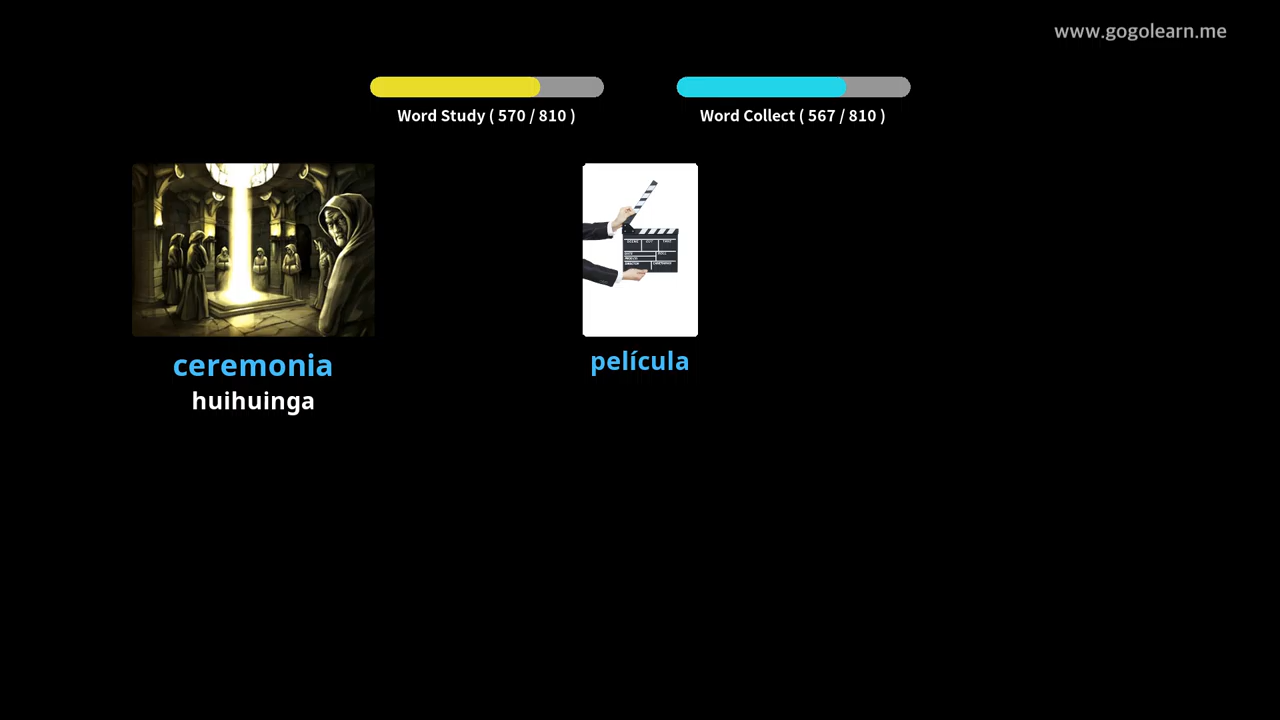 www.gogolearn.me
Word Study ( 570 / 810 )
Word Collect ( 567 / 810 )
ceremonia
huihuinga
película